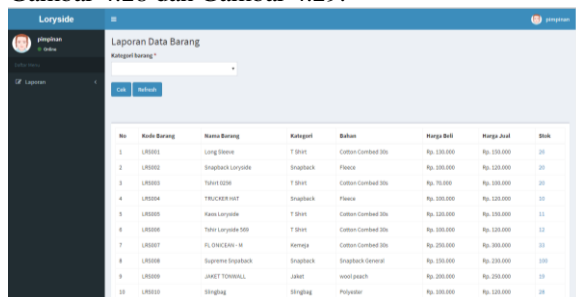 Gambar 4.28 dan Gambar 4.29.
Loryside
pimpinan
pimpinan
Online
Laporan
Laporan Data Barang
Kategori barang *
Cek Refresh
No Kode Barang Nama Barang Kategori Bahan Harga Beli Harga Jual Stok
1 LRS001 Long Sleeve T Shirt Cotton Combed 30s Rp. 130.000 Rp. 150.000 20
2 LRS002 Snapback Loryside Snapback Fleece Rp. 100.000 Rp. 120.000 20
3 LRS003 Tshirt 0256 T Shirt Cotton Combed 30s Rp. 70.000 Rp. 100.000 20
4 LRS004 TRUCKER HAT Snapback Fleece Rp. 100.000 Rp. 120.000 10
5 LRS005 Kaos Loryside T Shirt Cotton Combed 30s Rp. 120.000 Rp. 150.000
6 LRS006 Tshir Loryside 569 T Shirt Cotton Combed 30s Rp. 100.000 Rp. 120.000
7 LRS007 FL ONICEAN - M Kemeja Cotton Combed 30s Rp. 250.000 Rp. 300.000
8 LRS008 Supreme Snpaback Snapback Snapback General Rp. 150.000 Rp. 230.000 100
9 LRS009 JAKET TONWALL Jaket wool peach Rp. 200.000 Rp. 250.000 19
10 LRS010 Slingbag Slingbag Polyester Rp. 100.000 Rp. 120.000 28